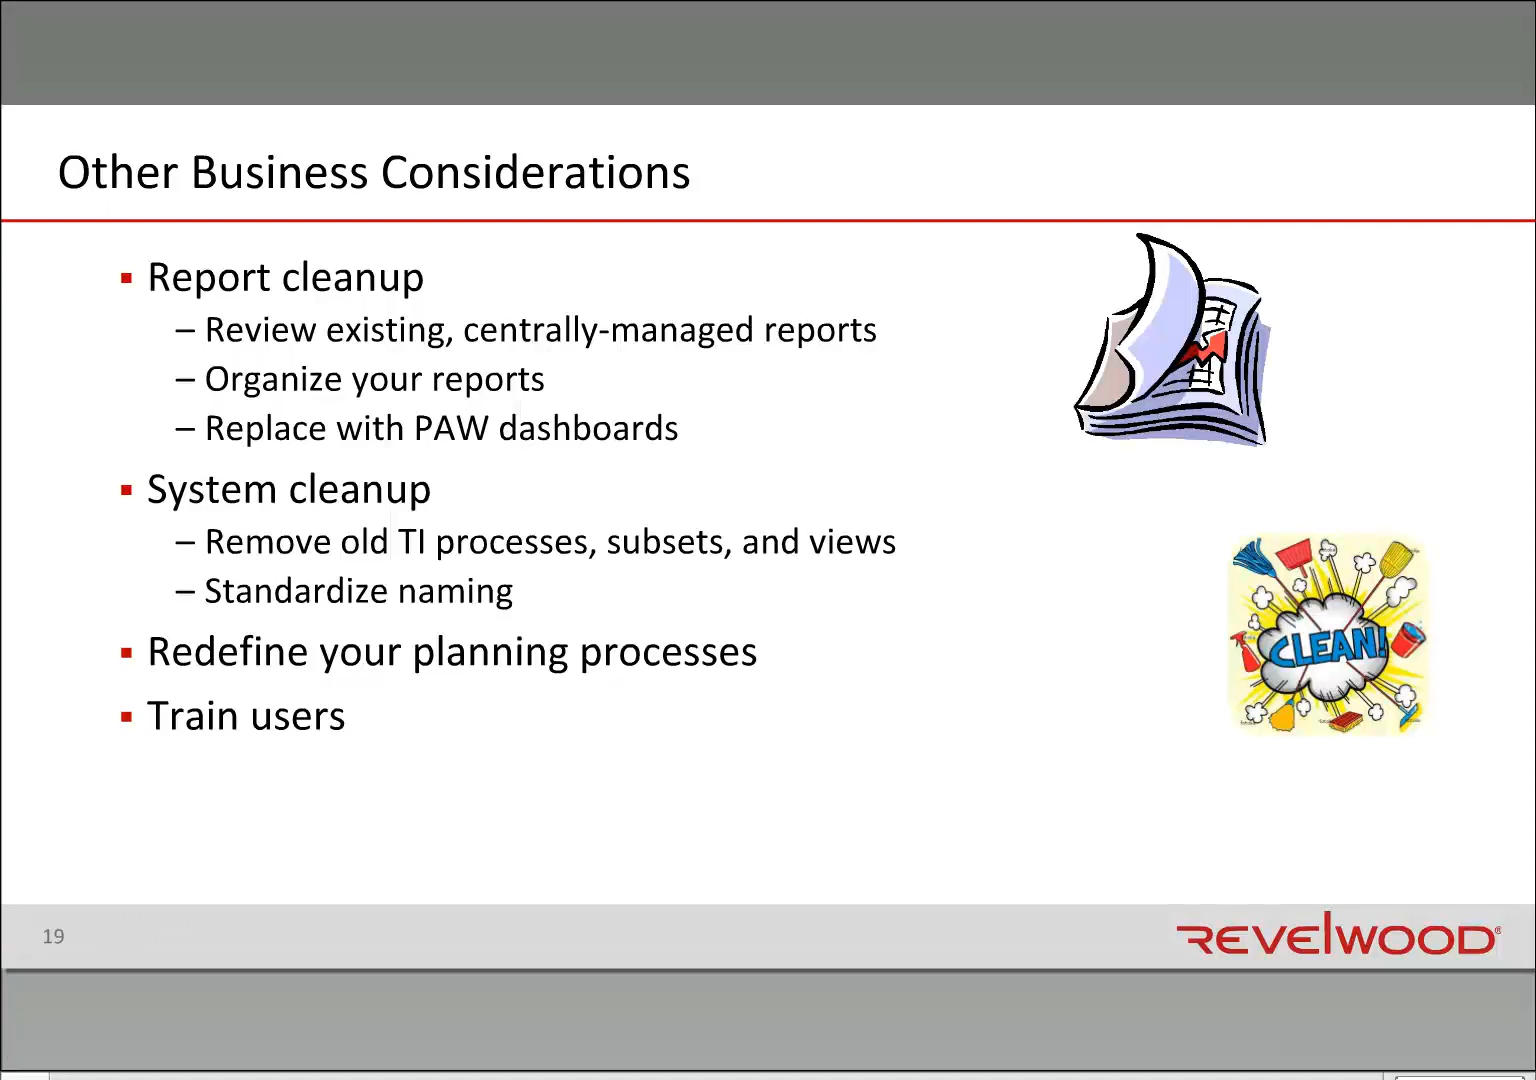 Other Business Considerations
▪ Report cleanup
– Review existing, centrally-managed reports
– Organize your reports
– Replace with PAW dashboards
▪ System cleanup
– Remove old TI processes, subsets, and views
– Standardize naming
▪ Redefine your planning processes
▪ Train users
CLEAN!
19
REVELWOOD®